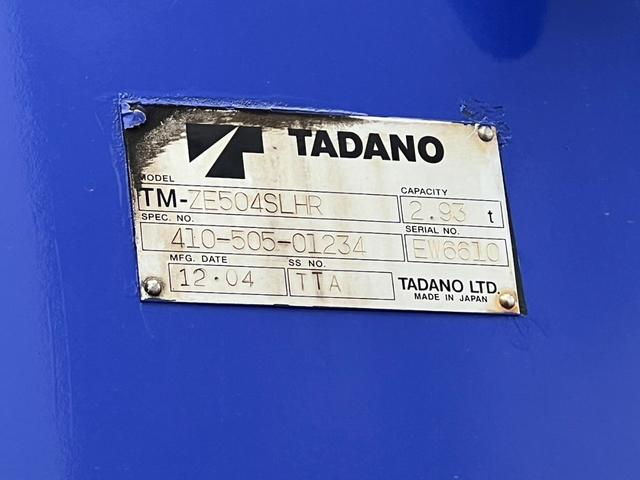 TADANO
MODEL
CAPACITY
TM-ZE504SLHR 2.93 t
SPEC. NO. SERIAL NO.
410-505-01234 EW6610
MFG. DATE SS NO.
12・04 TTA
TADANO LTD.
MADE IN JAPAN